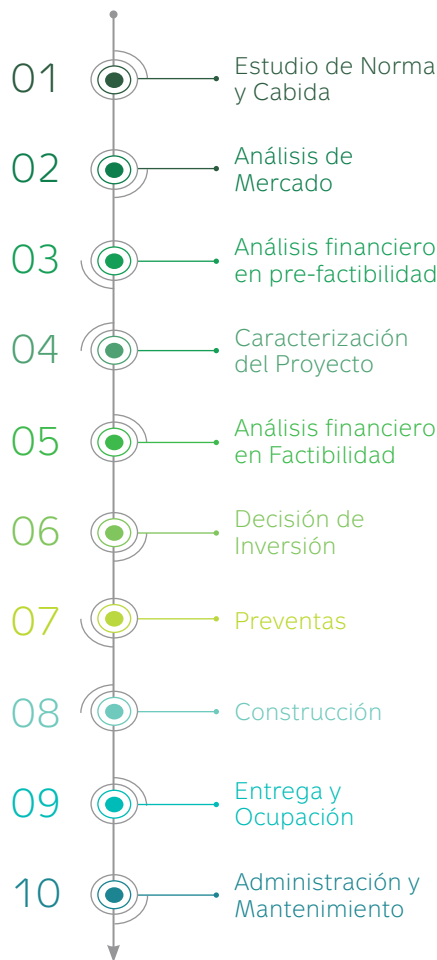 01
Estudio de Norma
y Cabida
02
Análisis de
Mercado
03
Análisis financiero
en pre-factibilidad
04
Caracterización
del Proyecto
05
Análisis financiero
en Factibilidad
06
Decisión de
Inversión
07
Preventas
08
Construcción
09
Entrega y
Ocupación
10
Administración y
Mantenimiento